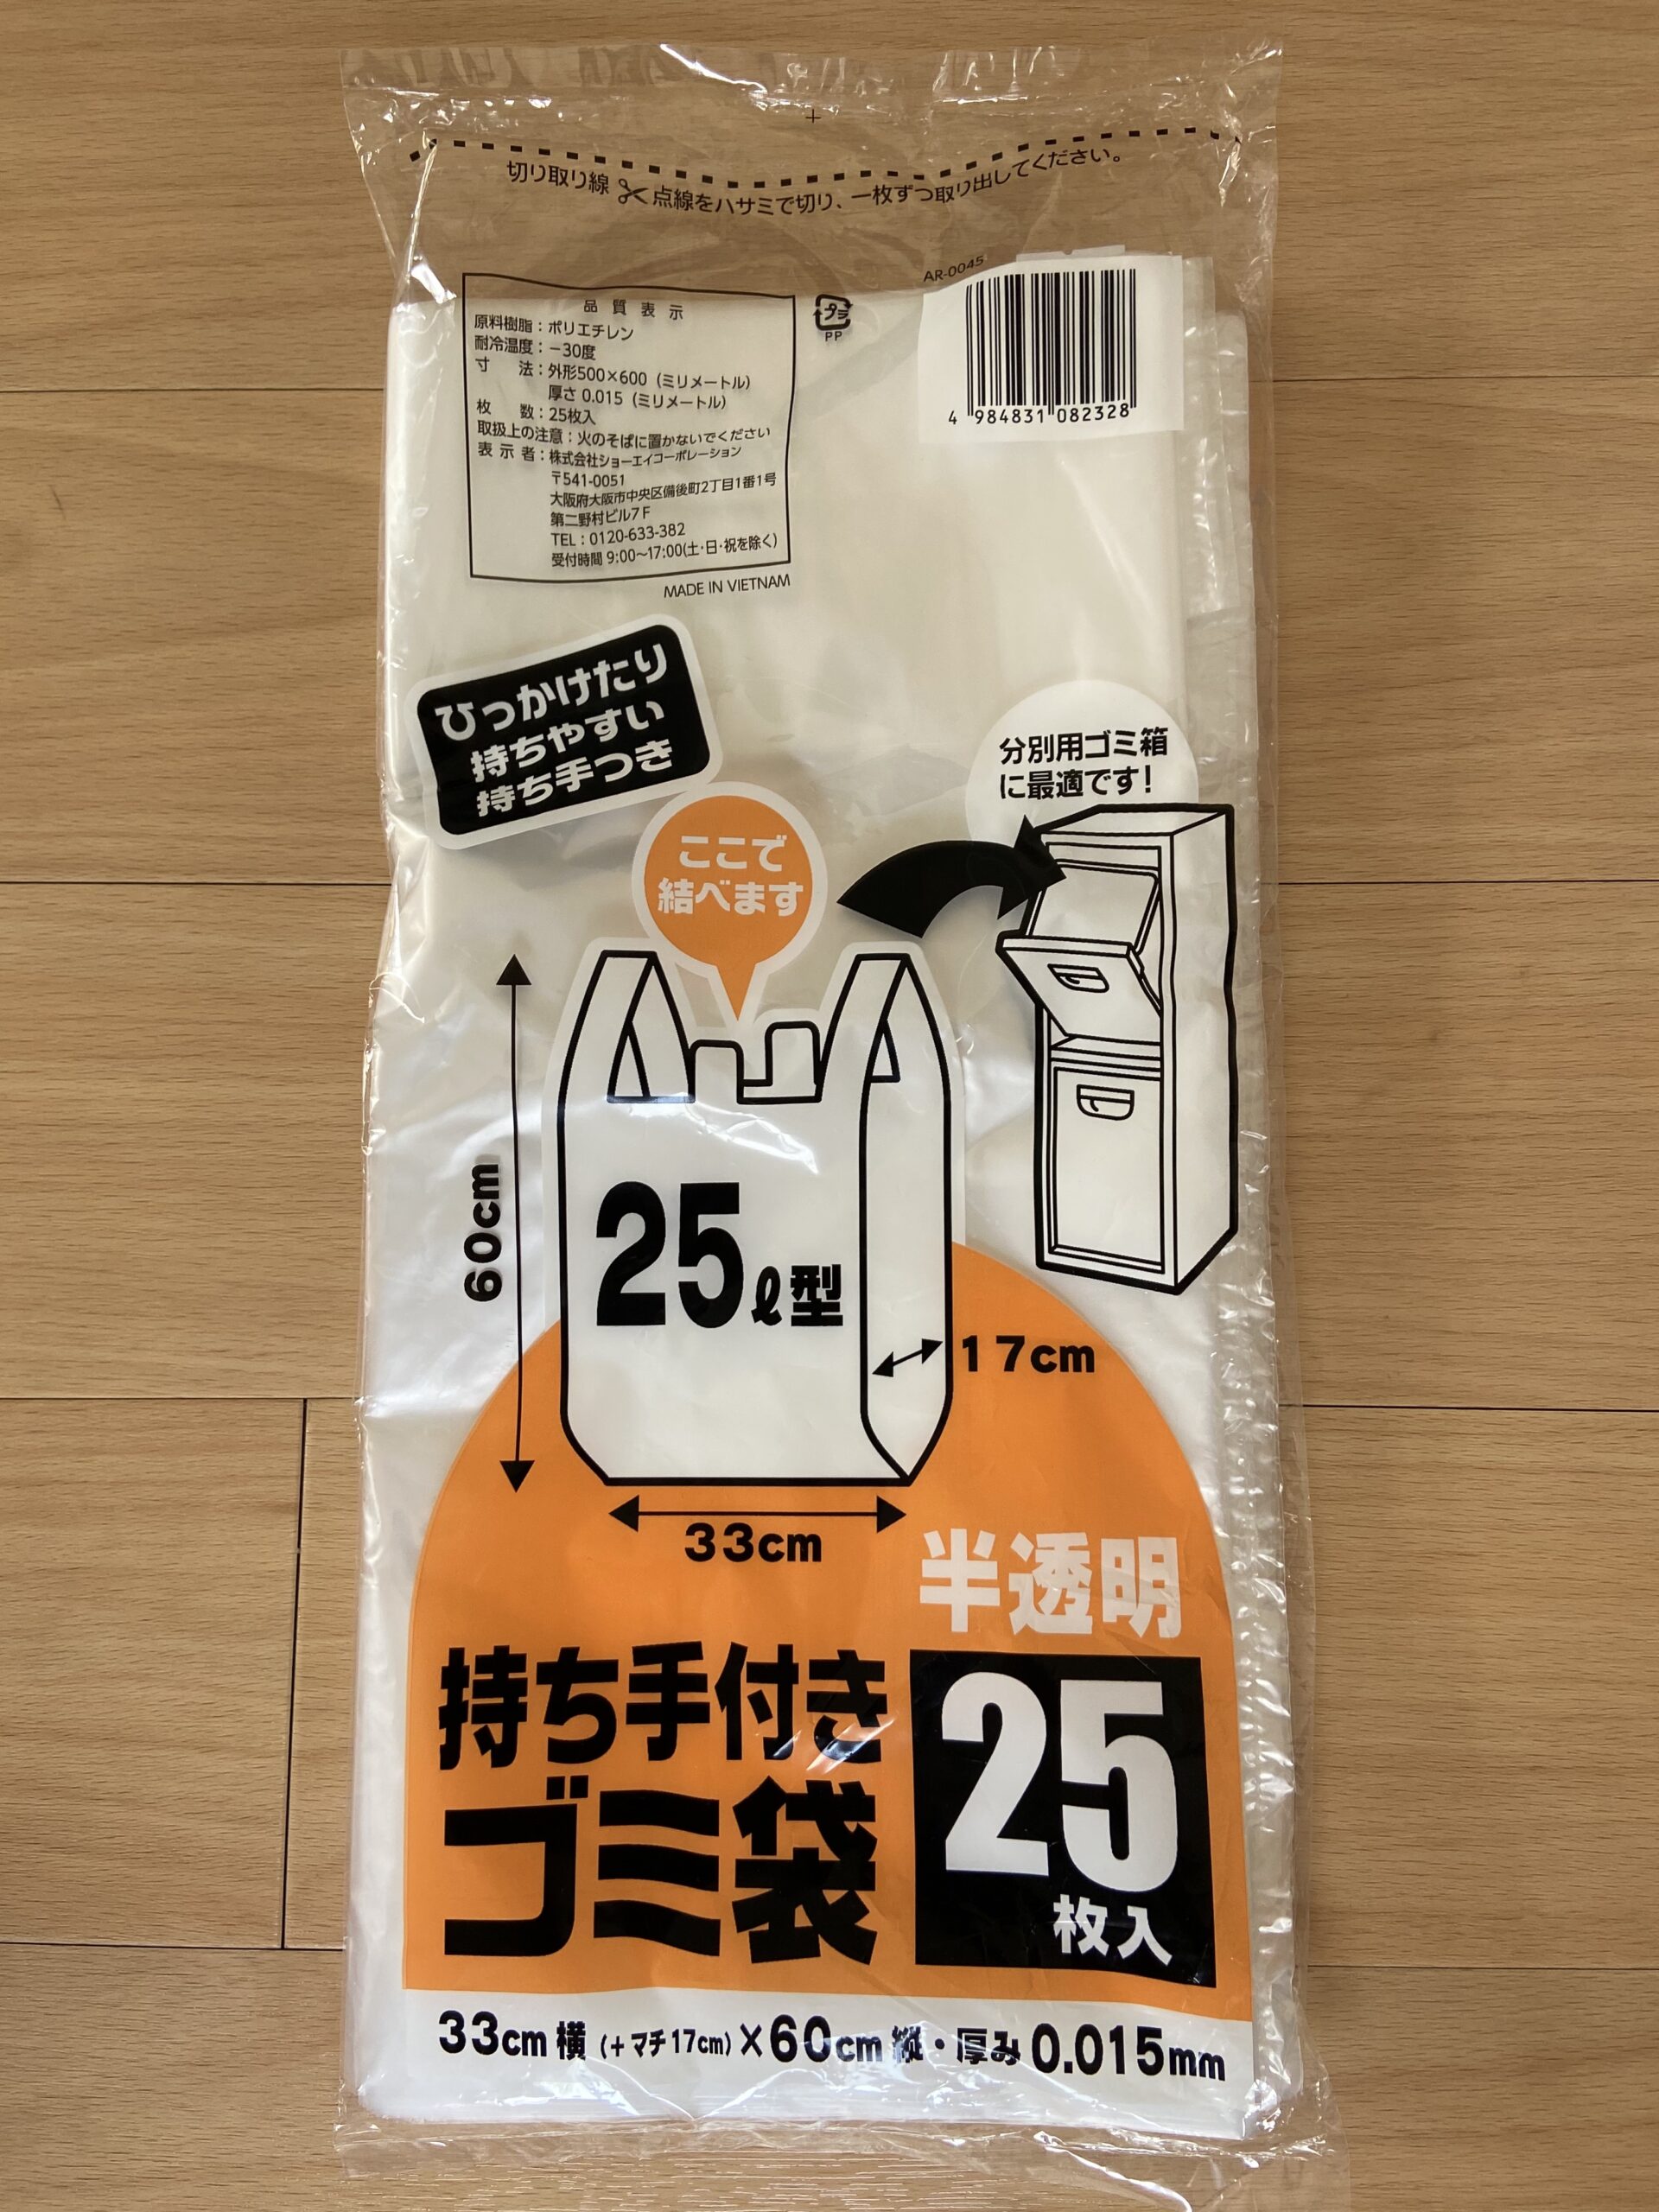 切り取り線 点線をハサミで切り、一枚ずつ取り出してください。
AR-0045
品質表示
原料樹脂：ポリエチレン
耐冷温度：－30度
寸　法：外形500×600（ミリメートル）
厚さ 0.015（ミリメートル）
枚　数：25枚入
取扱上の注意：火のそばに置かないでください
表示者：株式会社ショーエイコーポレーション
〒541-0051
大阪府大阪市中央区備後町2丁目1番1号
第二野村ビル7F
TEL：0120-633-382
受付時間 9:00～17:00(土・日・祝を除く)
MADE IN VIETNAM
プラ
PP
4 984831 082328
ひっかけたり
持ちやすい
持ち手つき
分別用ゴミ箱
に最適です！
ここで
結べます
60cm
25ℓ型
17cm
33cm
半透明
持ち手付き
ゴミ袋
25
枚入
33cm 横（＋マチ17cm）×60cm 縦・厚み 0.015mm